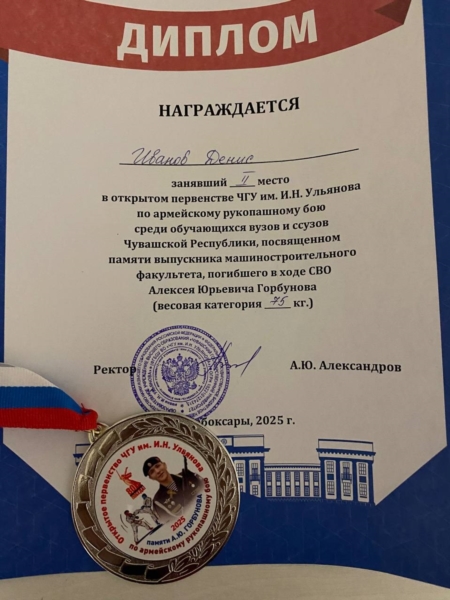 ДИПЛОМ
НАГРАЖДАЕТСЯ
Иванов Денис
занявший II место
в открытом первенстве ЧГУ им. И.Н. Ульянова
по армейскому рукопашному бою
среди обучающихся вузов и ссузов
Чувашской Республики, посвященном
памяти выпускника машиностроительного
факультета, погибшего в ходе СВО
Алексея Юрьевича Горбунова
(весовая категория 75 кг.)
Ректор
А.Ю. Александров
боксары, 2025 г.
Открытое первенство ЧГУ им. И.Н. Ульянова
по армейскому рукопашному бою
2025
памяти А.Ю. ГОРБУНОВА